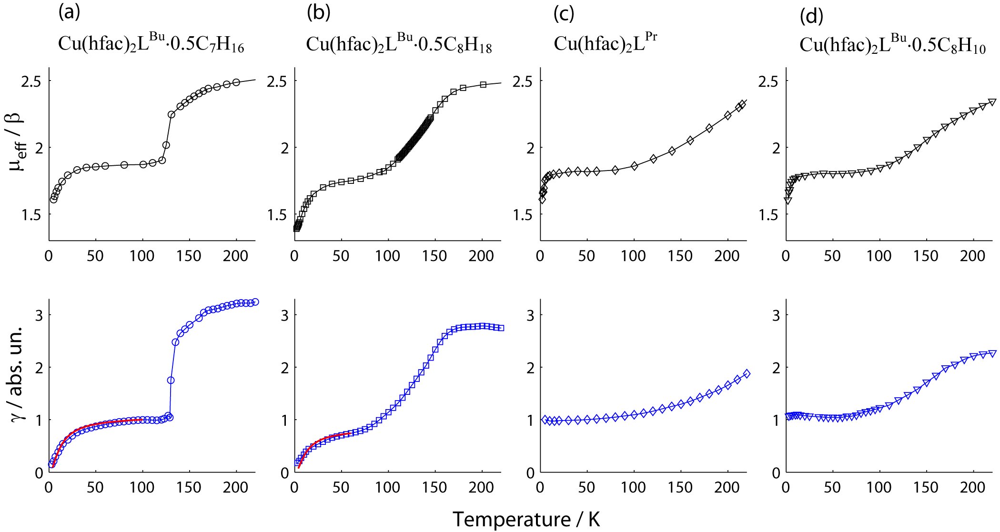 (a) (b) (c) (d)
Cu(hfac)₂Lᴮᵘ·0.5C₇H₁₆ Cu(hfac)₂Lᴮᵘ·0.5C₈H₁₈ Cu(hfac)₂Lᴾʳ Cu(hfac)₂Lᴮᵘ·0.5C₈H₁₀
2.5 2.5 2.5 2.5
μeff / β
2 2 2 2
1.5 1.5 1.5 1.5
0 50 100 150 200 0 50 100 150 200 0 50 100 150 200 0 50 100 150 200
3 3 3 3
γ / abs. un.
2 2 2 2
1 1 1 1
0 0 0 0
0 50 100 150 200 0 50 100 150 200 0 50 100 150 200 0 50 100 150 200
Temperature / K